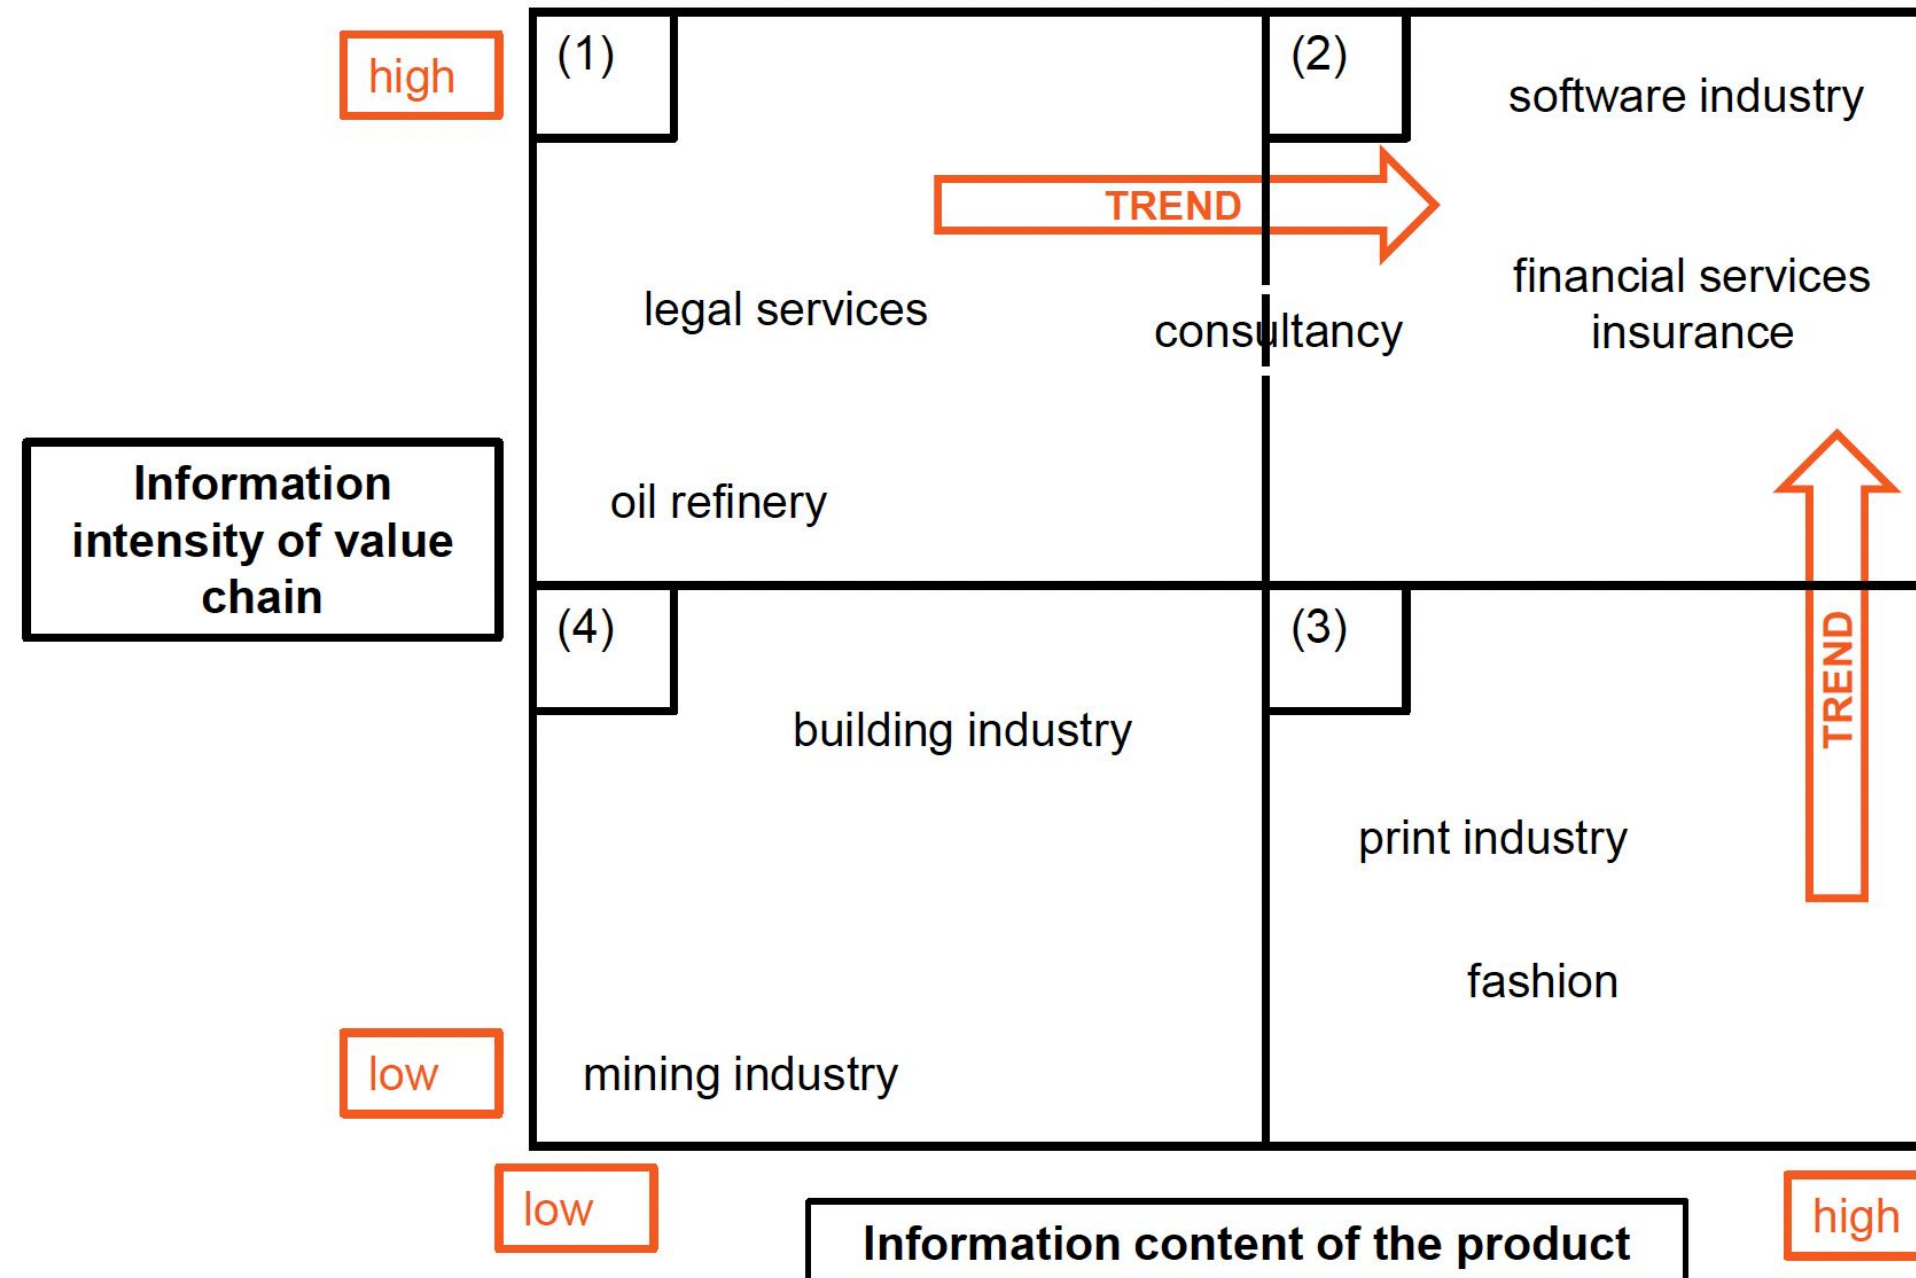 high
(1)
(2)
software industry
TREND
legal services
consultancy
financial services
insurance
Information
intensity of value
chain
oil refinery
(4)
(3)
TREND
building industry
print industry
fashion
low
mining industry
low
Information content of the product
high